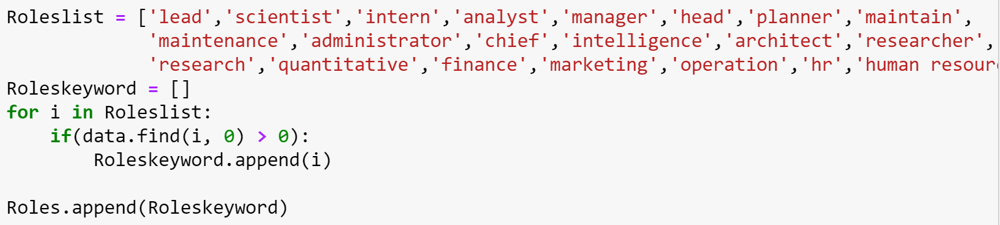 Roleslist = ['lead','scientist','intern','analyst','manager','head','planner','maintain',
'maintenance','administrator','chief','intelligence','architect','researcher',
'research','quantitative','finance','marketing','operation','hr','human resour
Roleskeyword = []
for i in Roleslist:
    if(data.find(i, 0) > 0):
        Roleskeyword.append(i)
Roles.append(Roleskeyword)